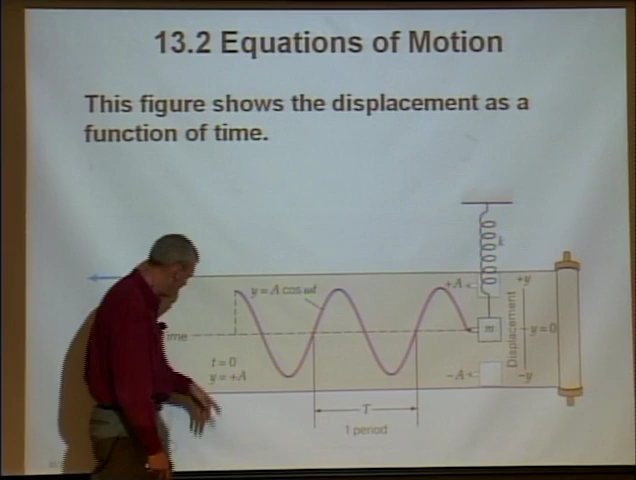 13.2 Equations of Motion
This figure shows the displacement as a
function of time.
k
y = A cos ωt
+A
+y
m
Displacement
y = 0
ime
t = 0
y = +A
-A
-y
T
1 period